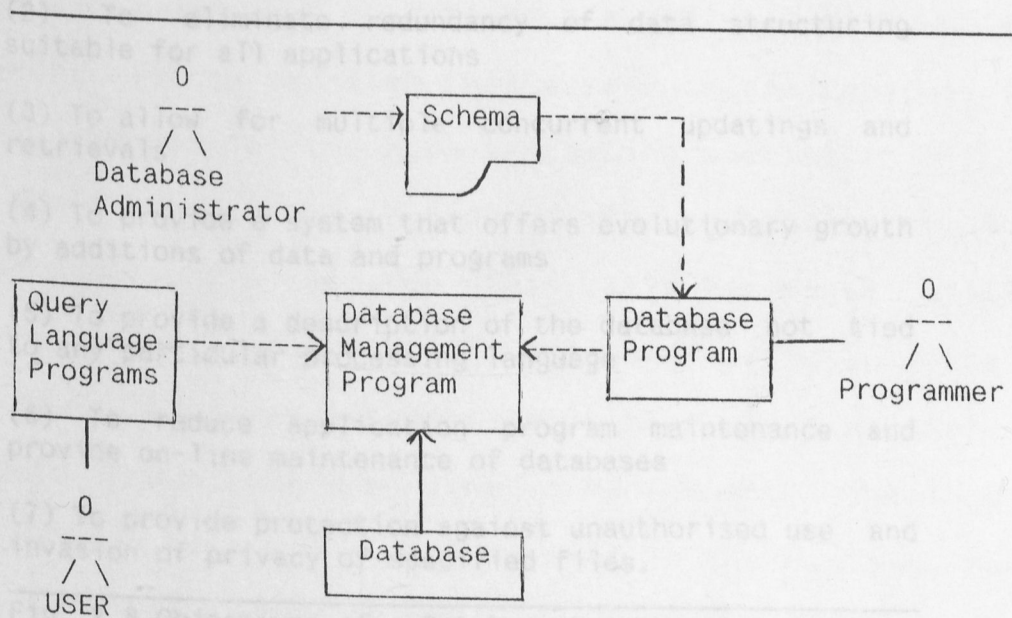 (2) To eliminate redundancy of data structuring
suitable for all applications
O
Schema
(3) To allow for multiple concurrent updatings and
retrievals
Database
Administrator
(4) To provide a system that offers evolutionary growth
by additions of data and programs
O
Query
Language
Programs
Database
Management
Program
Database
Program
Programmer
(5) To provide a description of the database not tied
to any particular processing language
(6) To reduce application program maintenance and
provide on-line maintenance of databases
O
USER
Database
(7) To provide protection against unauthorised use and
invasion of privacy of specified files.